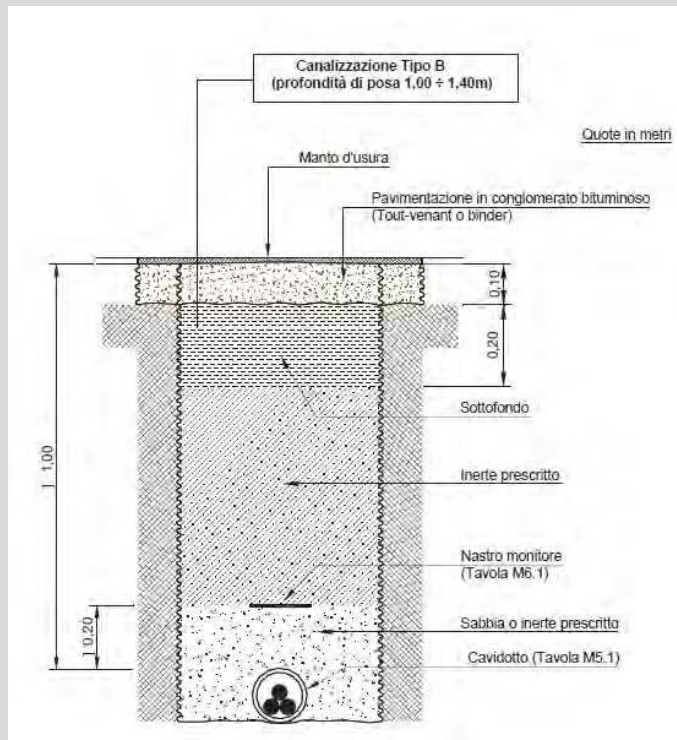 Canalizzazione Tipo B
(profondità di posa 1,00 ÷ 1,40m)
Quote in metri
Manto d'usura
Pavimentazione in conglomerato bituminoso
(Tout-venant o binder)
0,10
0,20
Sottofondo
] 1,00
Inerte prescritto
Nastro monitore
(Tavola M6.1)
] 0.20
Sabbia o inerte prescritto
Cavidotto (Tavola M5.1)